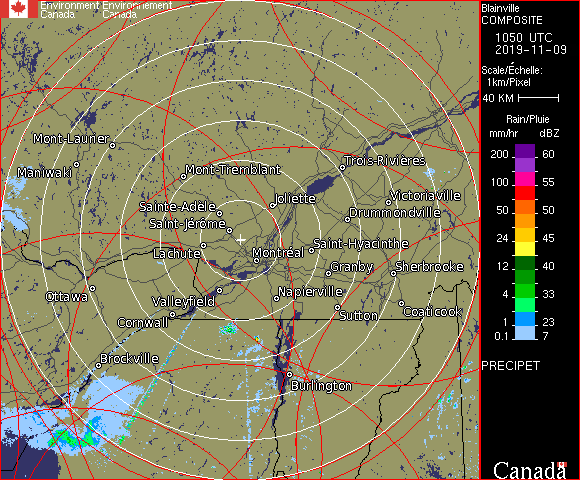 Environment Environnement
Canada Canada
Blainville
COMPOSITE
1050 UTC
2019-11-09
Scale/Échelle:
1km/Pixel
40 KM
Rain/Pluie
mm/hr dBZ
200 60
100 55
50 50
24 45
12 40
4 33
1 23
0.1 7
PRECIPET
Canada
Mont-Laurier
Maniwaki
Mont-Tremblant
Trois-Rivières
Joliette
Victoriaville
Sainte-Adèle
Drummondville
Saint-Jérôme
Lachute
Montréal
Saint-Hyacinthe
Granby
Sherbrooke
Ottawa
Valleyfield
Napierville
Cornwall
Sutton
Coaticook
Brockville
Burlington